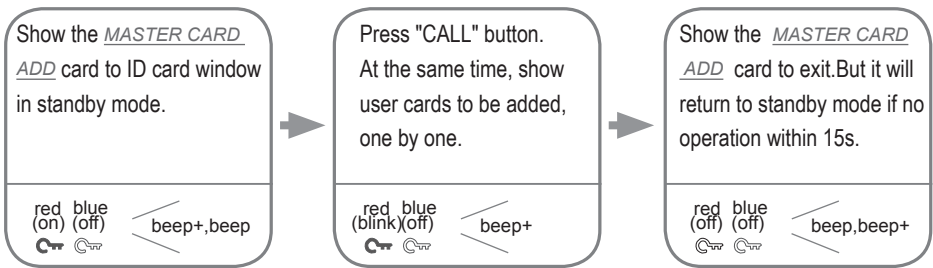 Show the MASTER CARD
ADD card to ID card window
in standby mode.
red blue
(on) (off)
beep+,beep
Press "CALL" button.
At the same time, show
user cards to be added,
one by one.
red blue
(blink)(off)
beep+
Show the MASTER CARD
ADD card to exit.But it will
return to standby mode if no
operation within 15s.
red blue
(off) (off)
beep,beep+